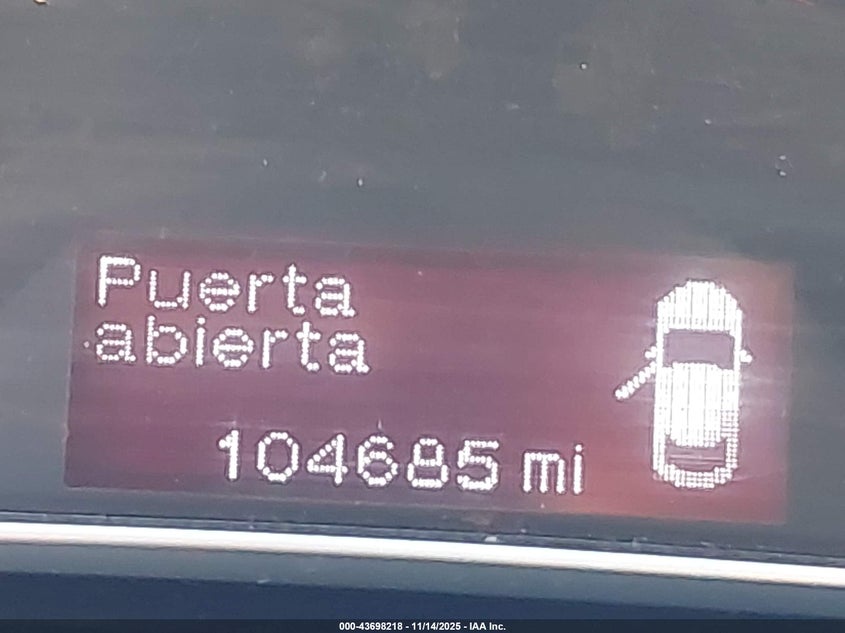 Puerta
abierta
104685 mi
000-43698218 - 11/14/2025 - IAA Inc.